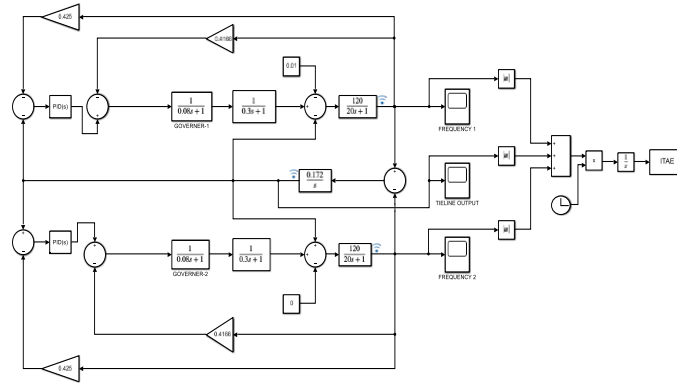 0.425
0.4166
0.01
PID(s)
1
0.08s+1
GOVERNER-1
1
0.3s+1
120
20s+1
FREQUENCY 1
|u|
0.172
s
TIELINE OUTPUT
|u|
x
1
s
ITAE
PID(s)
1
0.08s+1
GOVERNER-2
1
0.3s+1
120
20s+1
FREQUENCY 2
|u|
0
0.4166
0.425